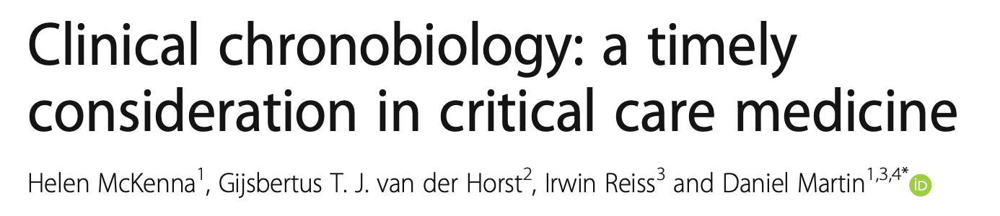 Clinical chronobiology: a timely
consideration in critical care medicine
Helen McKenna1, Gijsbertus T. J. van der Horst2, Irwin Reiss3 and Daniel Martin1,3,4* iD